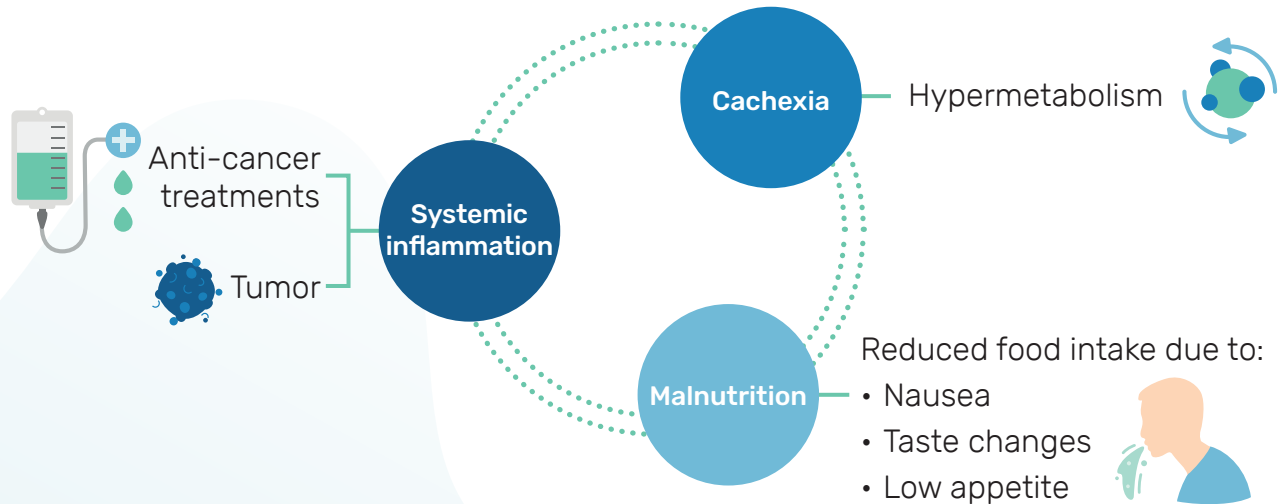 Cachexia
Hypermetabolism
Anti-cancer
treatments
Systemic
inflammation
Tumor
Malnutrition
Reduced food intake due to:
• Nausea
• Taste changes
• Low appetite